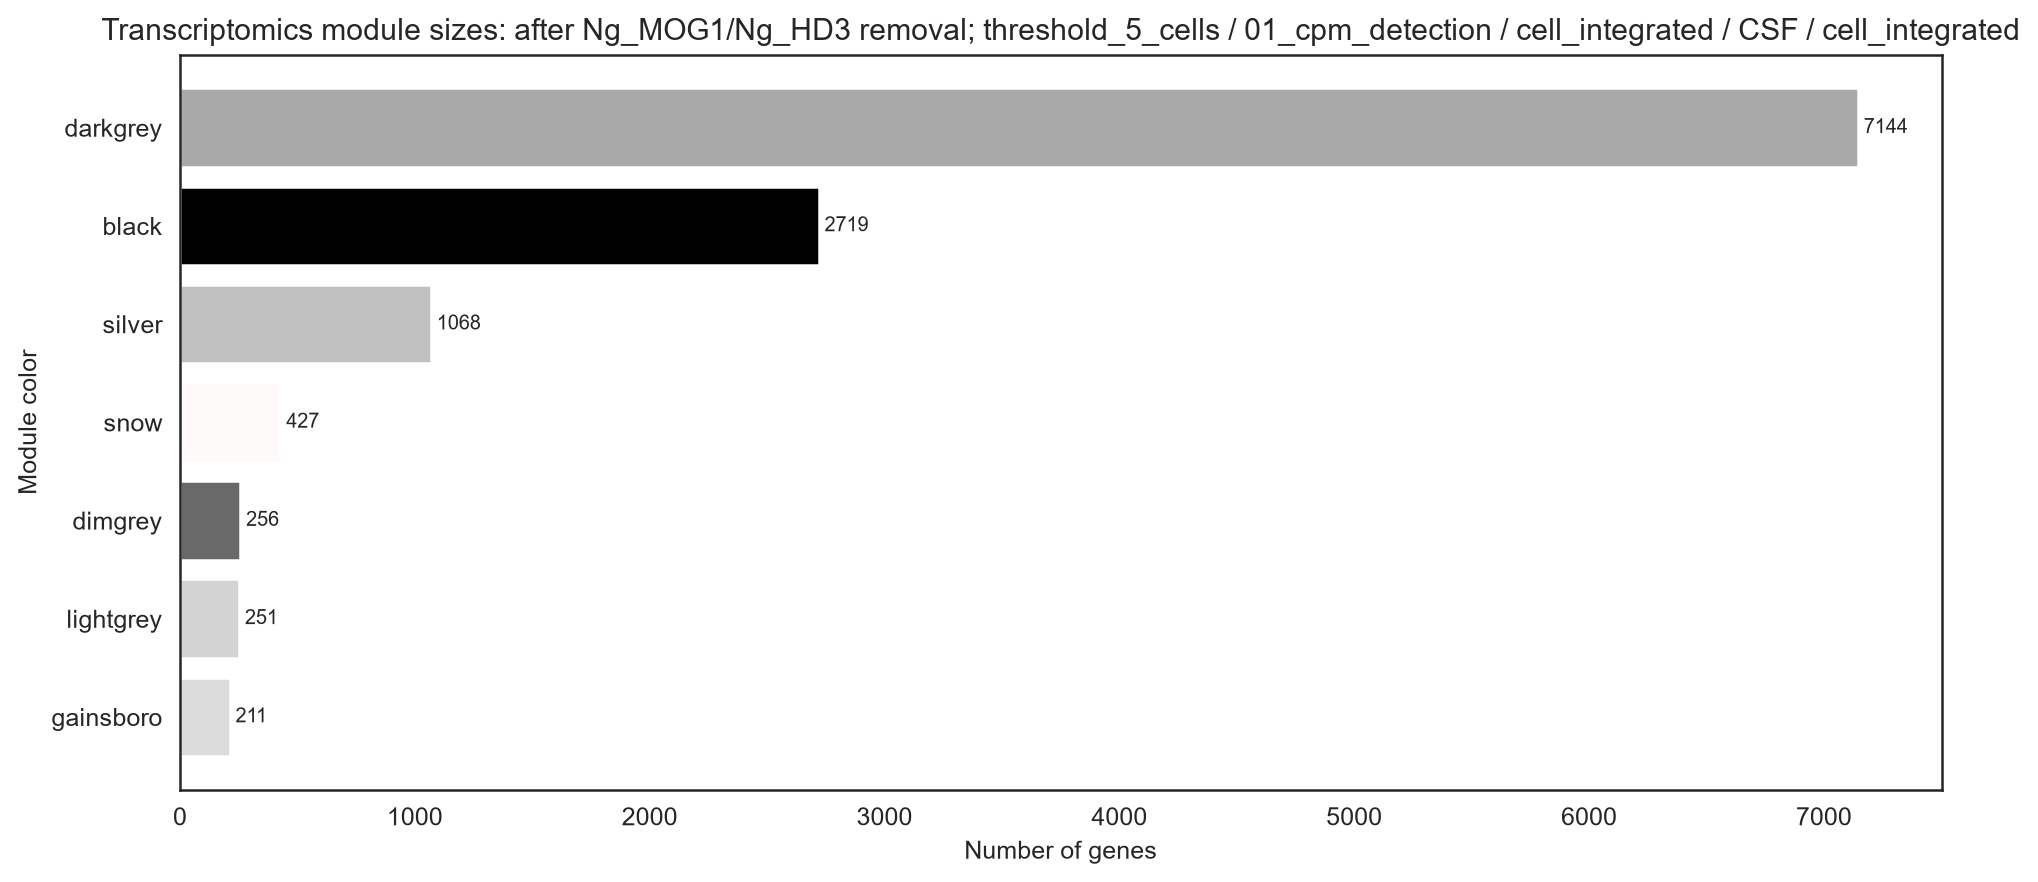 Transcriptomics module sizes: after Ng_MOG1/Ng_HD3 removal; threshold_5_cells / 01_cpm_detection / cell_integrated / CSF / cell_integrated
darkgrey
7144
black
2719
silver
1068
snow
427
dimgrey
256
lightgrey
251
gainsboro
211
Module color
0 1000 2000 3000 4000 5000 6000 7000
Number of genes